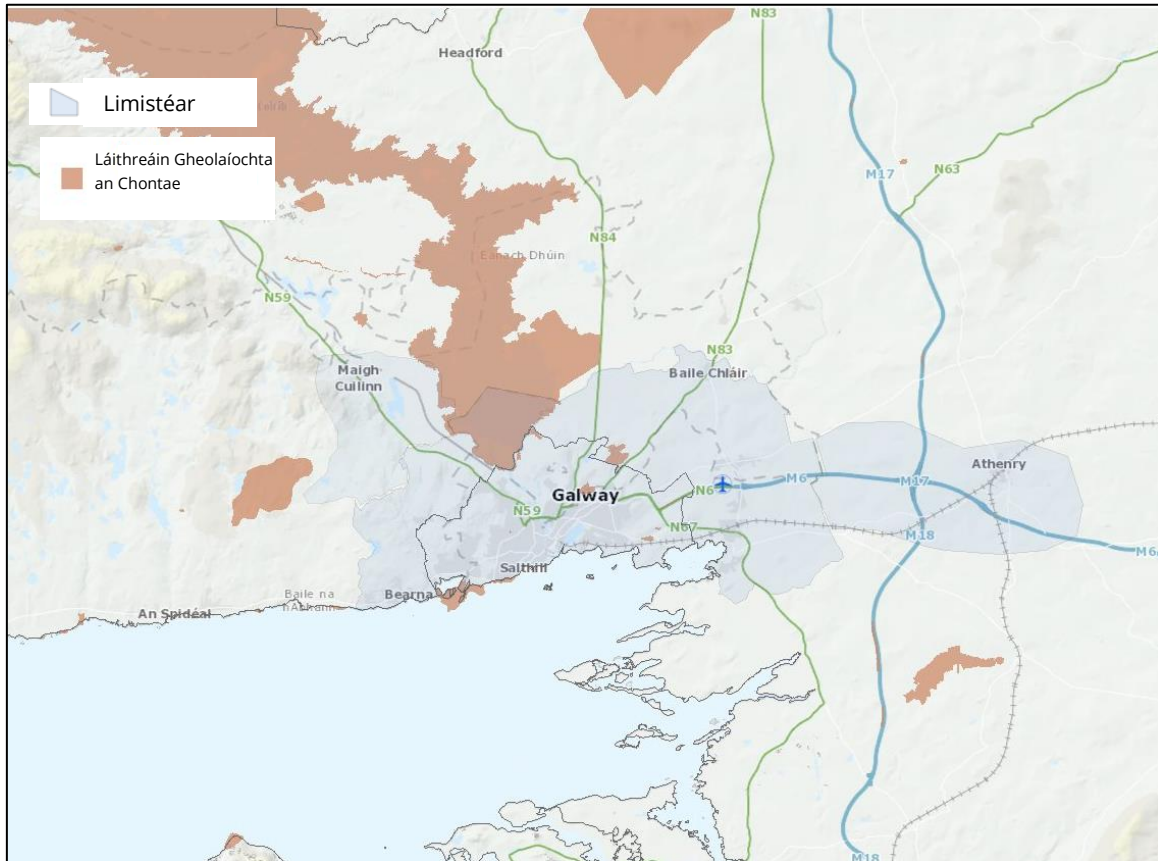 N83
Headford
Limistéar
Láithreáin Gheolaíochta
an Chontae
M17
N63
N84
Eanach Dhúin
N59
N83
Maigh
Cuilinn
Baile Chláir
Athenry
Galway
N6
M6
M17
N59
N67
M18
M6
Salthill
Baile na
hAbhann
Bearna
An Spidéal
M18